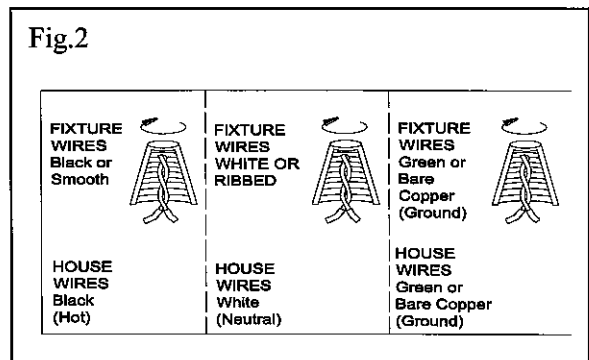 Fig.2
FIXTURE
WIRES
Black or
Smooth
FIXTURE
WIRES
WHITE OR
RIBBED
FIXTURE
WIRES
Green or
Bare
Copper
(Ground)
HOUSE
WIRES
Black
(Hot)
HOUSE
WIRES
White
(Neutral)
HOUSE
WIRES
Green or
Bare Copper
(Ground)